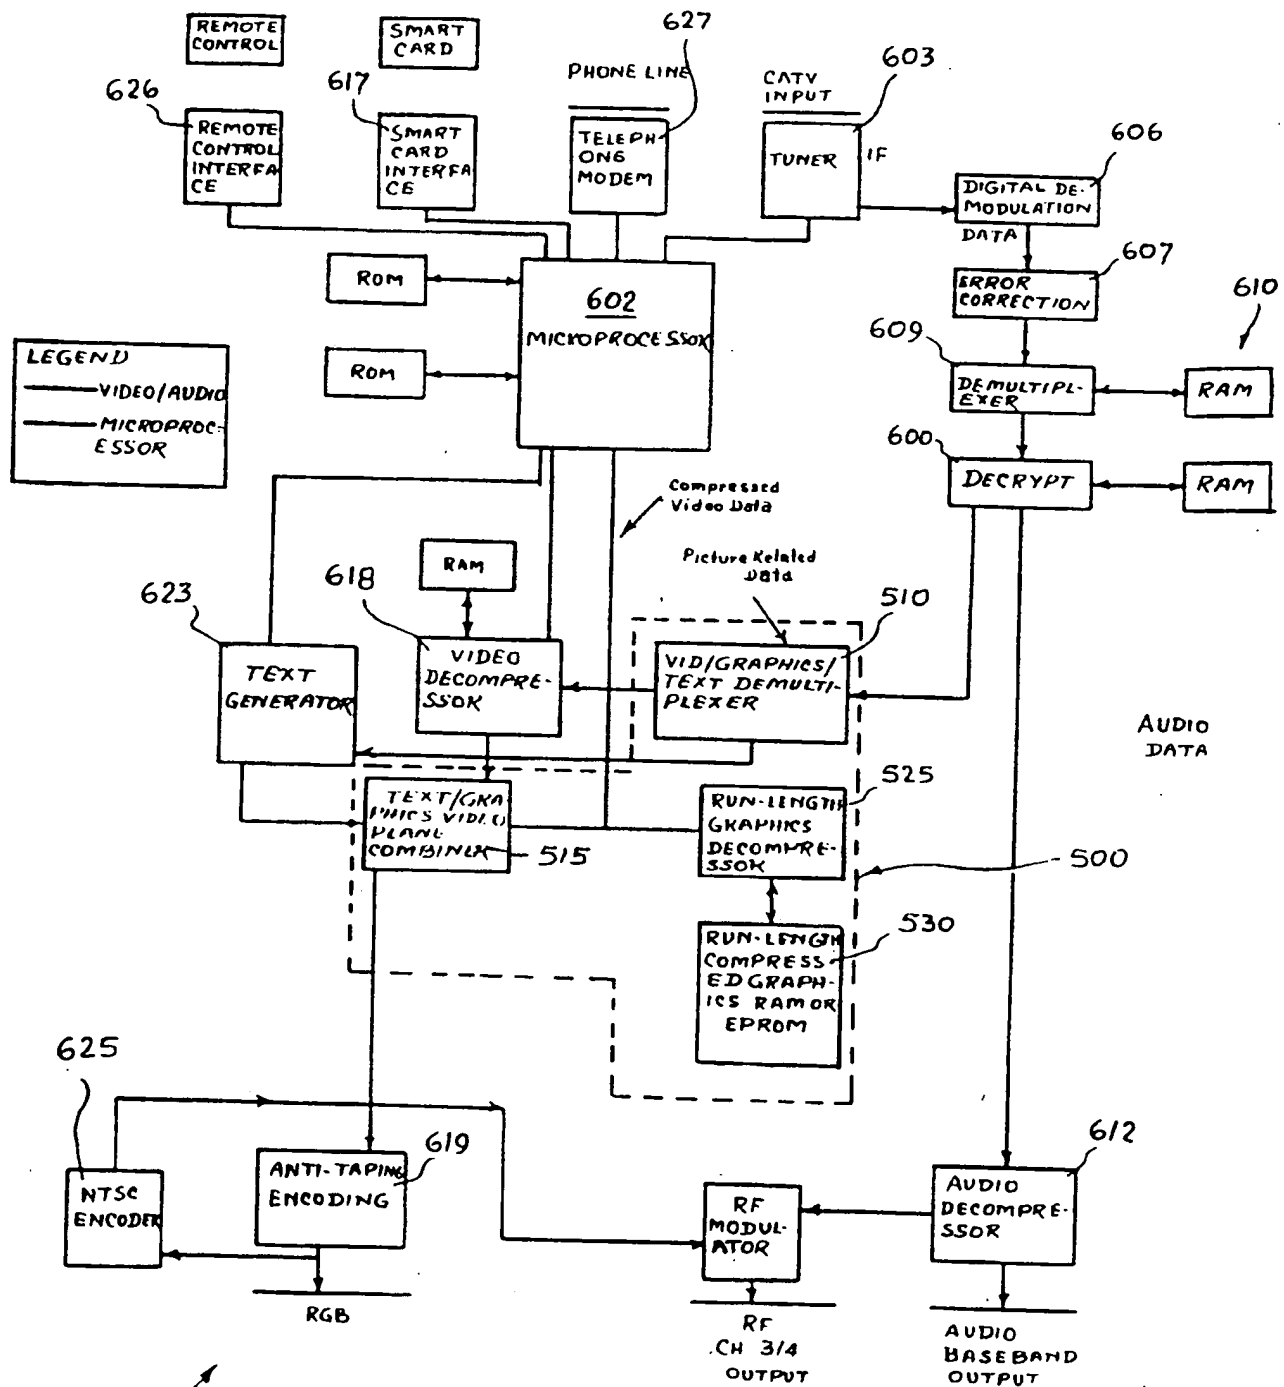 REMOTE
CONTROL
SMART
CARD
627
603
PHONE LINE
CATV
INPUT
626
617
606
REMOTE
CONTROL
INTERFA
CE
SMART
CARD
INTERFA
CE
TELEPH
ONE
MODEM
TUNER
IF
DIGITAL DE-
MODULATION
DATA
607
ROM
602
MICROPROCESSOR
ERROR
CORRECTION
610
609
LEGEND
VIDEO/AUDIO
MICROPROC-
ESSOR
ROM
DEMULTIPL-
EXER
RAM
600
DECRYPT
RAM
Compressed
Video Data
Picture Related
Data
RAM
618
623
510
TEXT
GENERATOR
VIDEO
DECOMPRE-
SSOR
VID/GRAPHICS/
TEXT DEMULTI-
PLEXER
AUDIO
DATA
525
TEXT/GRA
PHICS VIDEO
PLANE
COMBINER
515
RUN-LENGTH
GRAPHICS
DECOMPRE-
SSOR
500
530
RUN-LENGTH
COMPRESS
ED GRAPH-
ICS RAM OR
EPROM
625
619
612
NTSC
ENCODER
ANTI-TAPING
ENCODING
RF
MODUL-
ATOR
AUDIO
DECOMPRE-
SSOR
RGB
RF
CH 3/4
OUTPUT
AUDIO
BASEBAND
OUTPUT